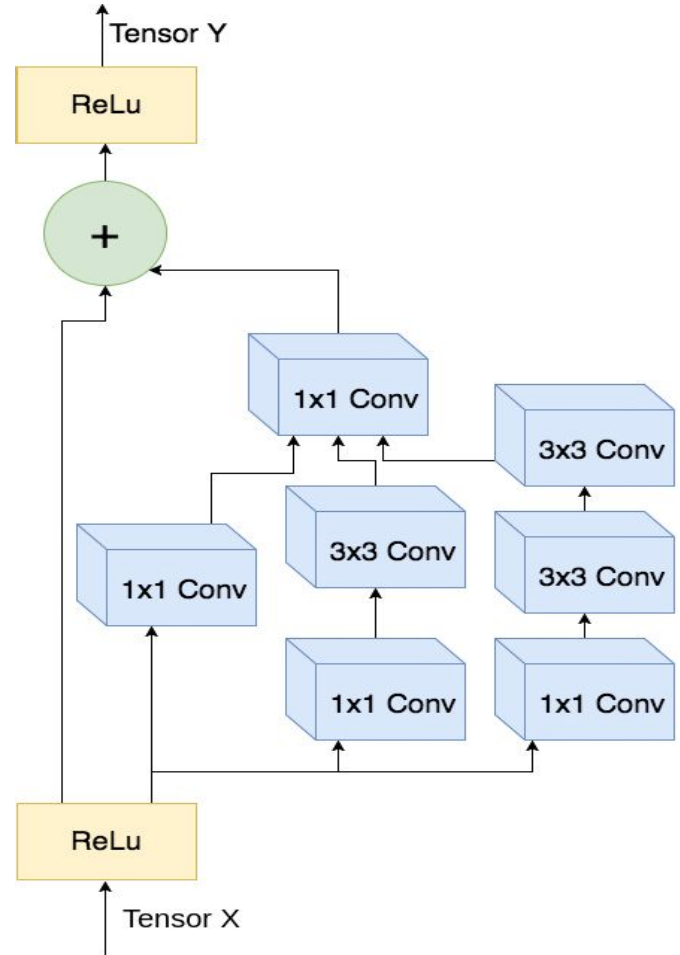 Tensor Y
ReLu
+
1x1 Conv
3x3 Conv
1x1 Conv
3x3 Conv
3x3 Conv
1x1 Conv
1x1 Conv
ReLu
Tensor X